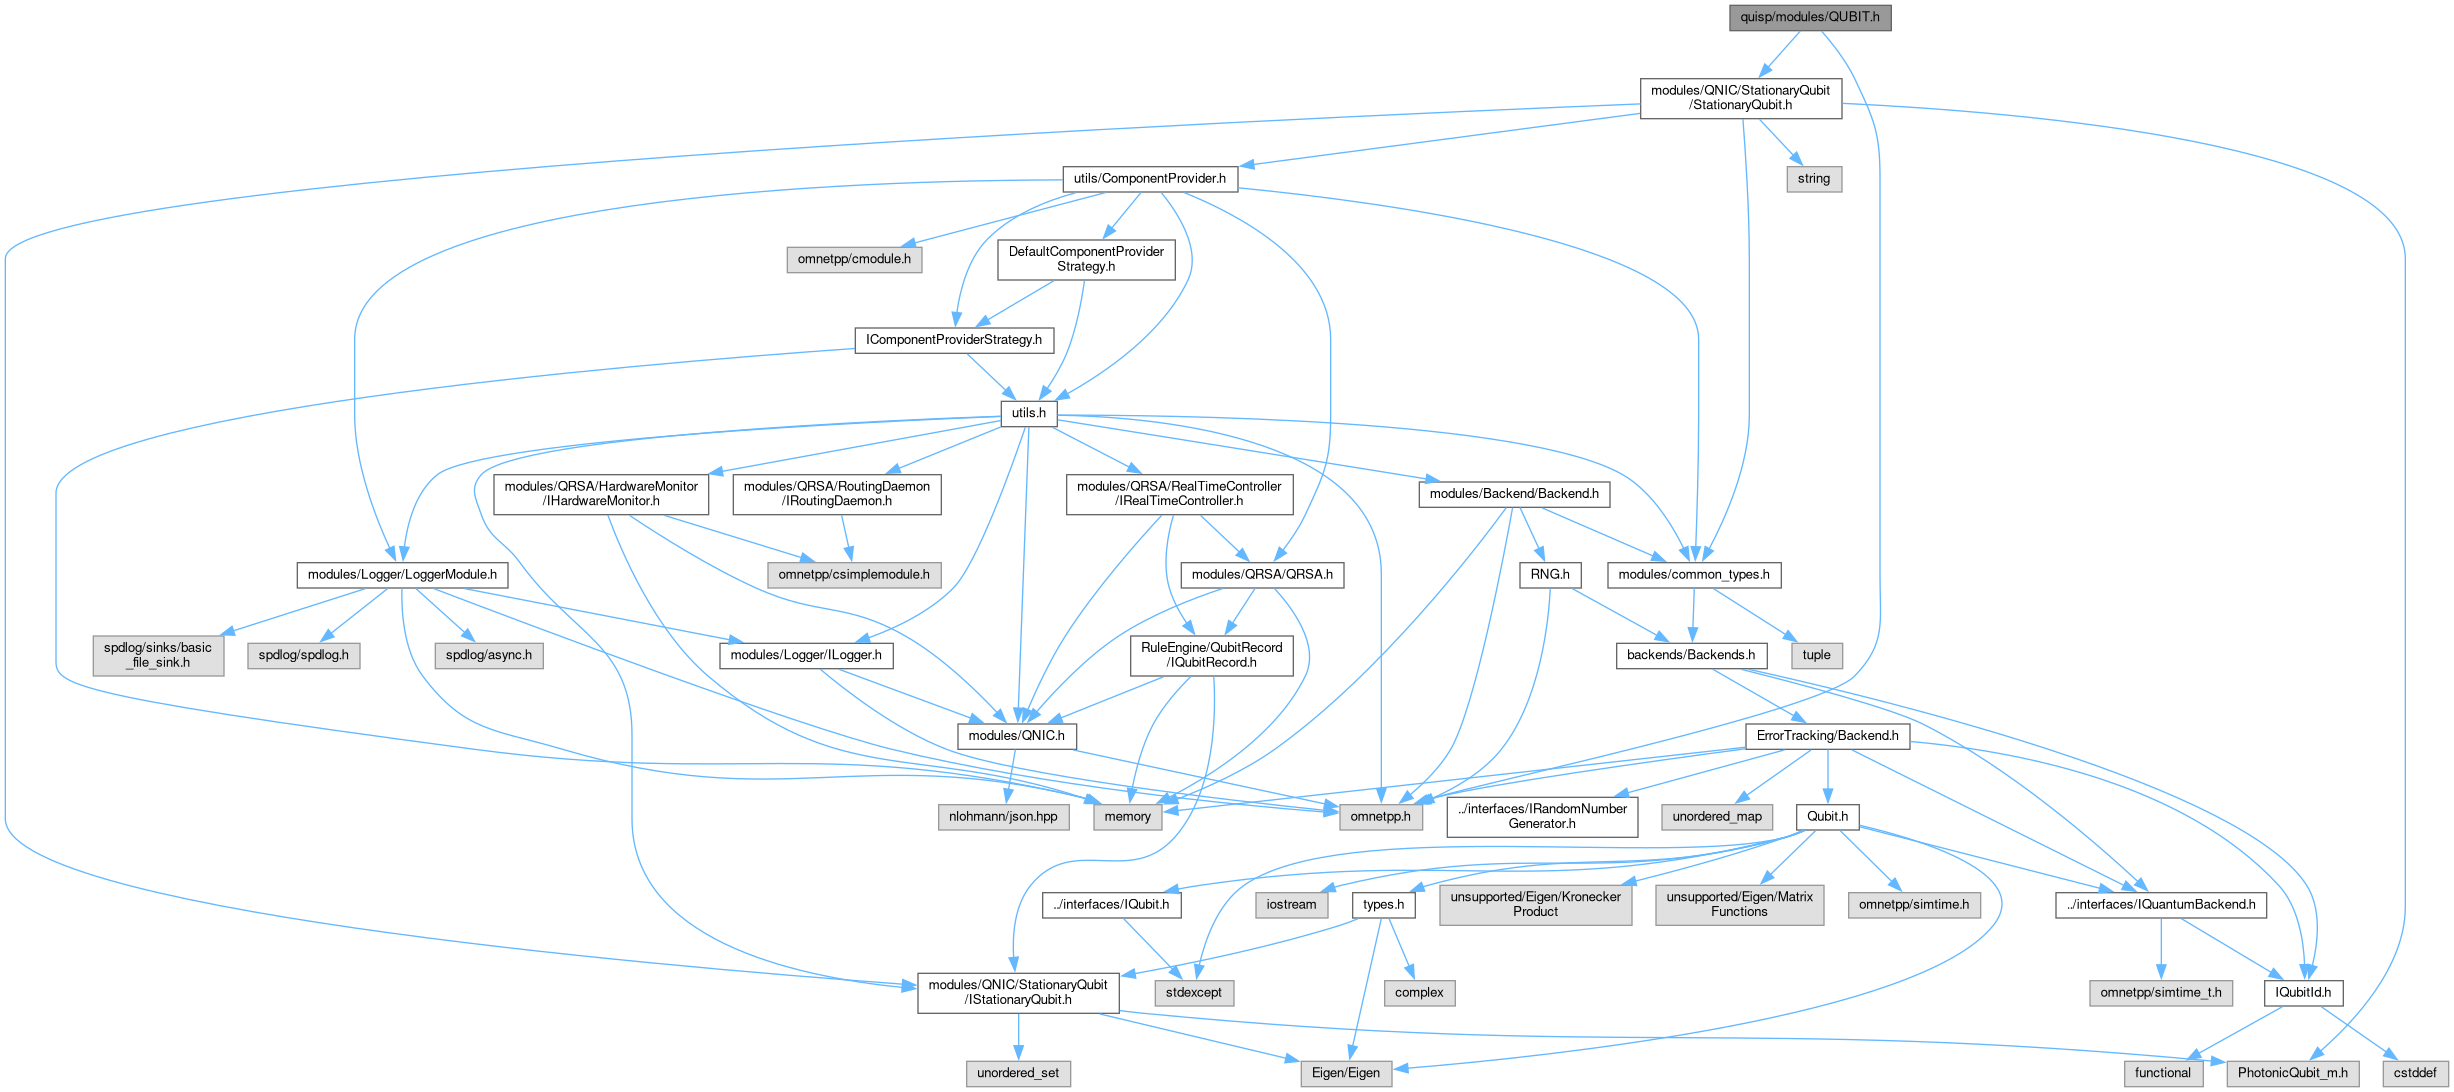 quisp/modules/QUBIT.h
modules/QNIC/StationaryQubit
/StationaryQubit.h
utils/ComponentProvider.h
string
omnetpp/cmodule.h
DefaultComponentProvider
Strategy.h
IComponentProviderStrategy.h
utils.h
modules/QRSA/HardwareMonitor
/IHardwareMonitor.h
modules/QRSA/RoutingDaemon
/IRoutingDaemon.h
modules/QRSA/RealTimeController
/IRealTimeController.h
modules/Backend/Backend.h
modules/Logger/LoggerModule.h
omnetpp/csimplemodule.h
modules/QRSA/QRSA.h
RNG.h
modules/common_types.h
spdlog/sinks/basic
_file_sink.h
spdlog/spdlog.h
spdlog/async.h
modules/Logger/ILogger.h
RuleEngine/QubitRecord
/IQubitRecord.h
backends/Backends.h
tuple
modules/QNIC.h
ErrorTracking/Backend.h
nlohmann/json.hpp
memory
omnetpp.h
../interfaces/IRandomNumber
Generator.h
unordered_map
Qubit.h
../interfaces/IQubit.h
iostream
types.h
unsupported/Eigen/Kronecker
Product
unsupported/Eigen/Matrix
Functions
omnetpp/simtime.h
../interfaces/IQuantumBackend.h
modules/QNIC/StationaryQubit
/IStationaryQubit.h
stdexcept
complex
omnetpp/simtime_t.h
IQubitId.h
unordered_set
Eigen/Eigen
functional
PhotonicQubit_m.h
cstddef